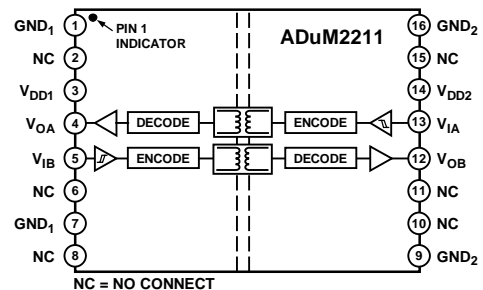 GND1 1 PIN 1 INDICATOR ADuM2211 16 GND2
NC 2 15 NC
VDD1 3 14 VDD2
VOA 4 DECODE ENCODE 13 VIA
VIB 5 ENCODE DECODE 12 VOB
NC 6 11 NC
GND1 7 10 NC
NC 8 9 GND2
NC = NO CONNECT